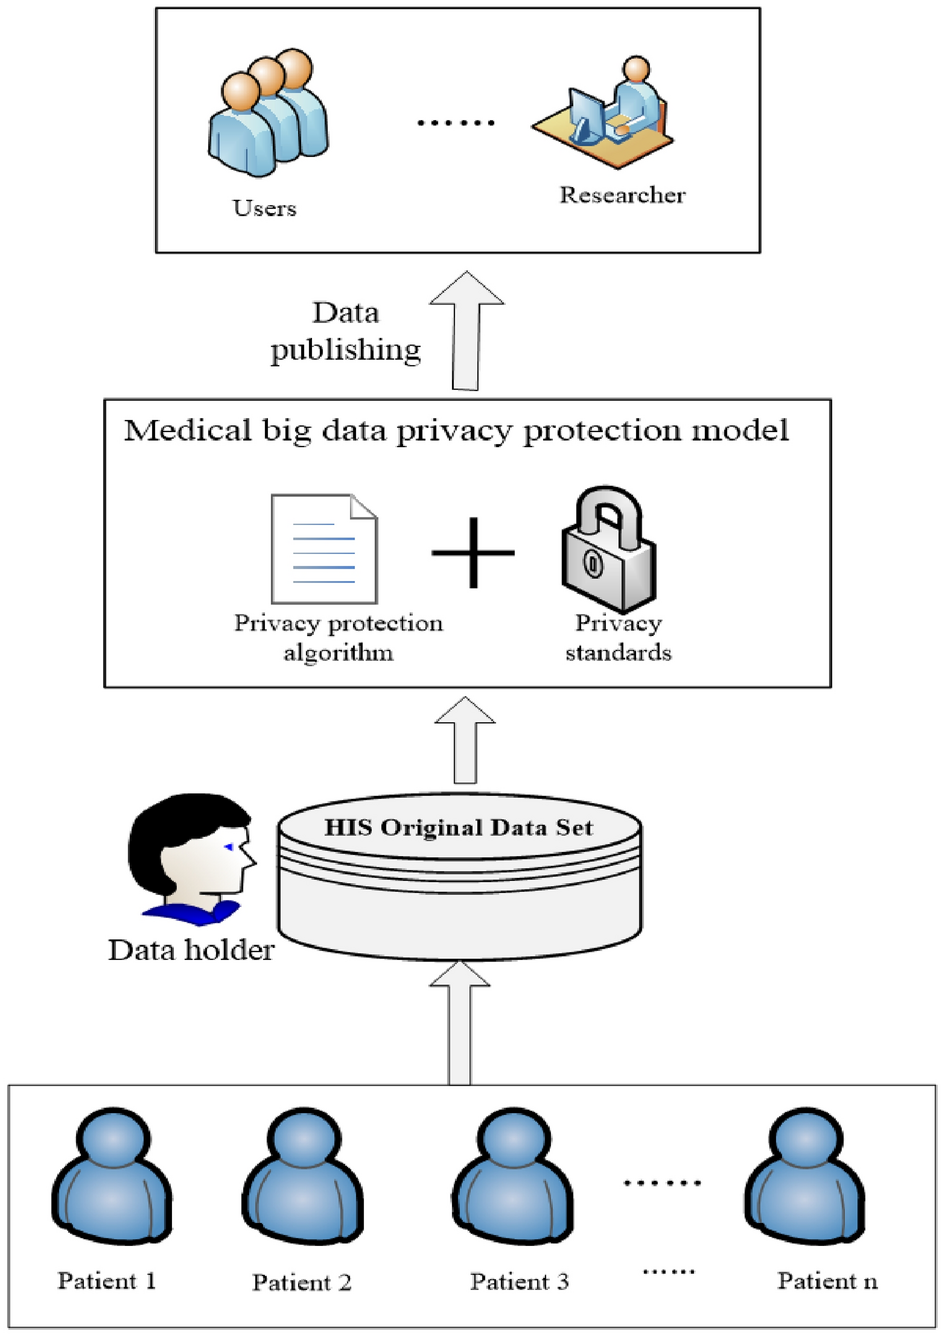 Users
......
Researcher
Data
publishing
Medical big data privacy protection model
Privacy protection
algorithm
Privacy
standards
HIS Original Data Set
Data holder
......
Patient 1
Patient 2
Patient 3
......
Patient n